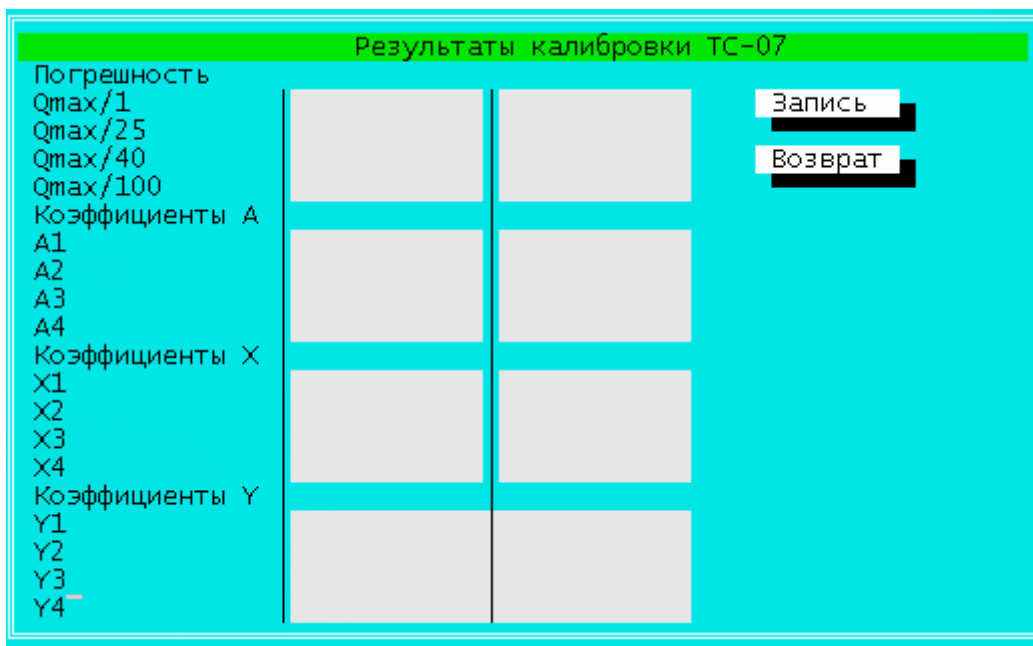 Результаты калибровки ТС-07
Погрешность
Qmax/1
Запись
Qmax/25
Qmax/40
Возврат
Qmax/100
Коэффициенты А
А1
А2
А3
А4
Коэффициенты Х
Х1
Х2
Х3
Х4
Коэффициенты Y
Y1
Y2
Y3
Y4